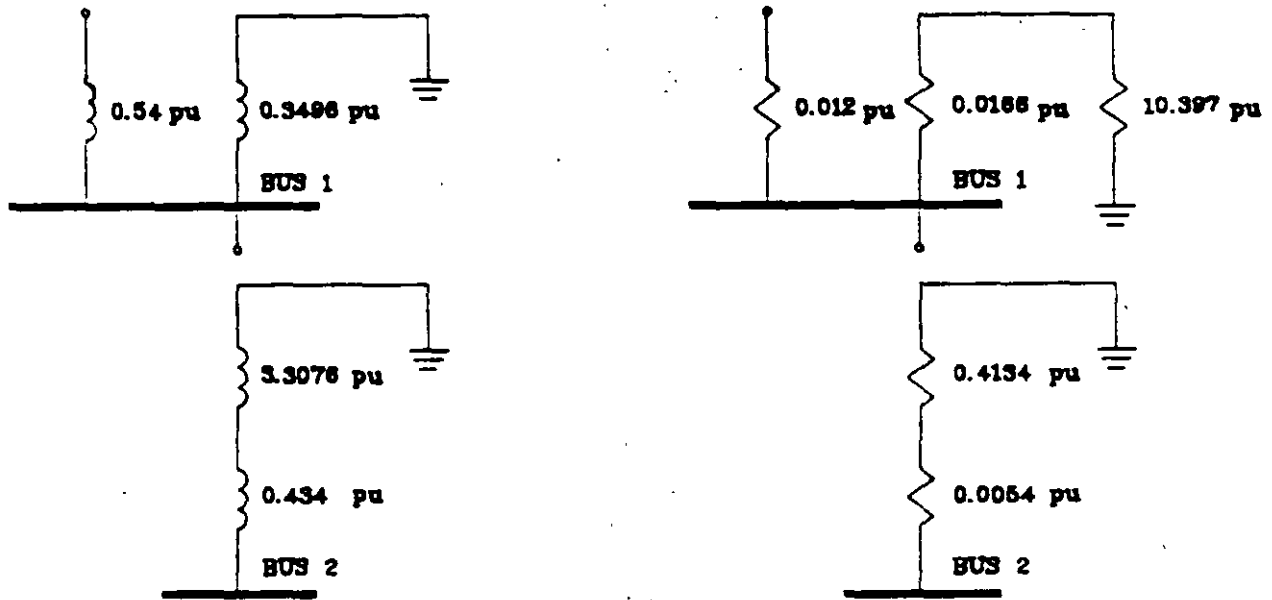 0.54 pu
0.3496 pu
BUS 1
3.3076 pu
0.434 pu
BUS 2
0.012 pu
0.0166 pu
10.397 pu
BUS 1
0.4134 pu
0.0054 pu
BUS 2